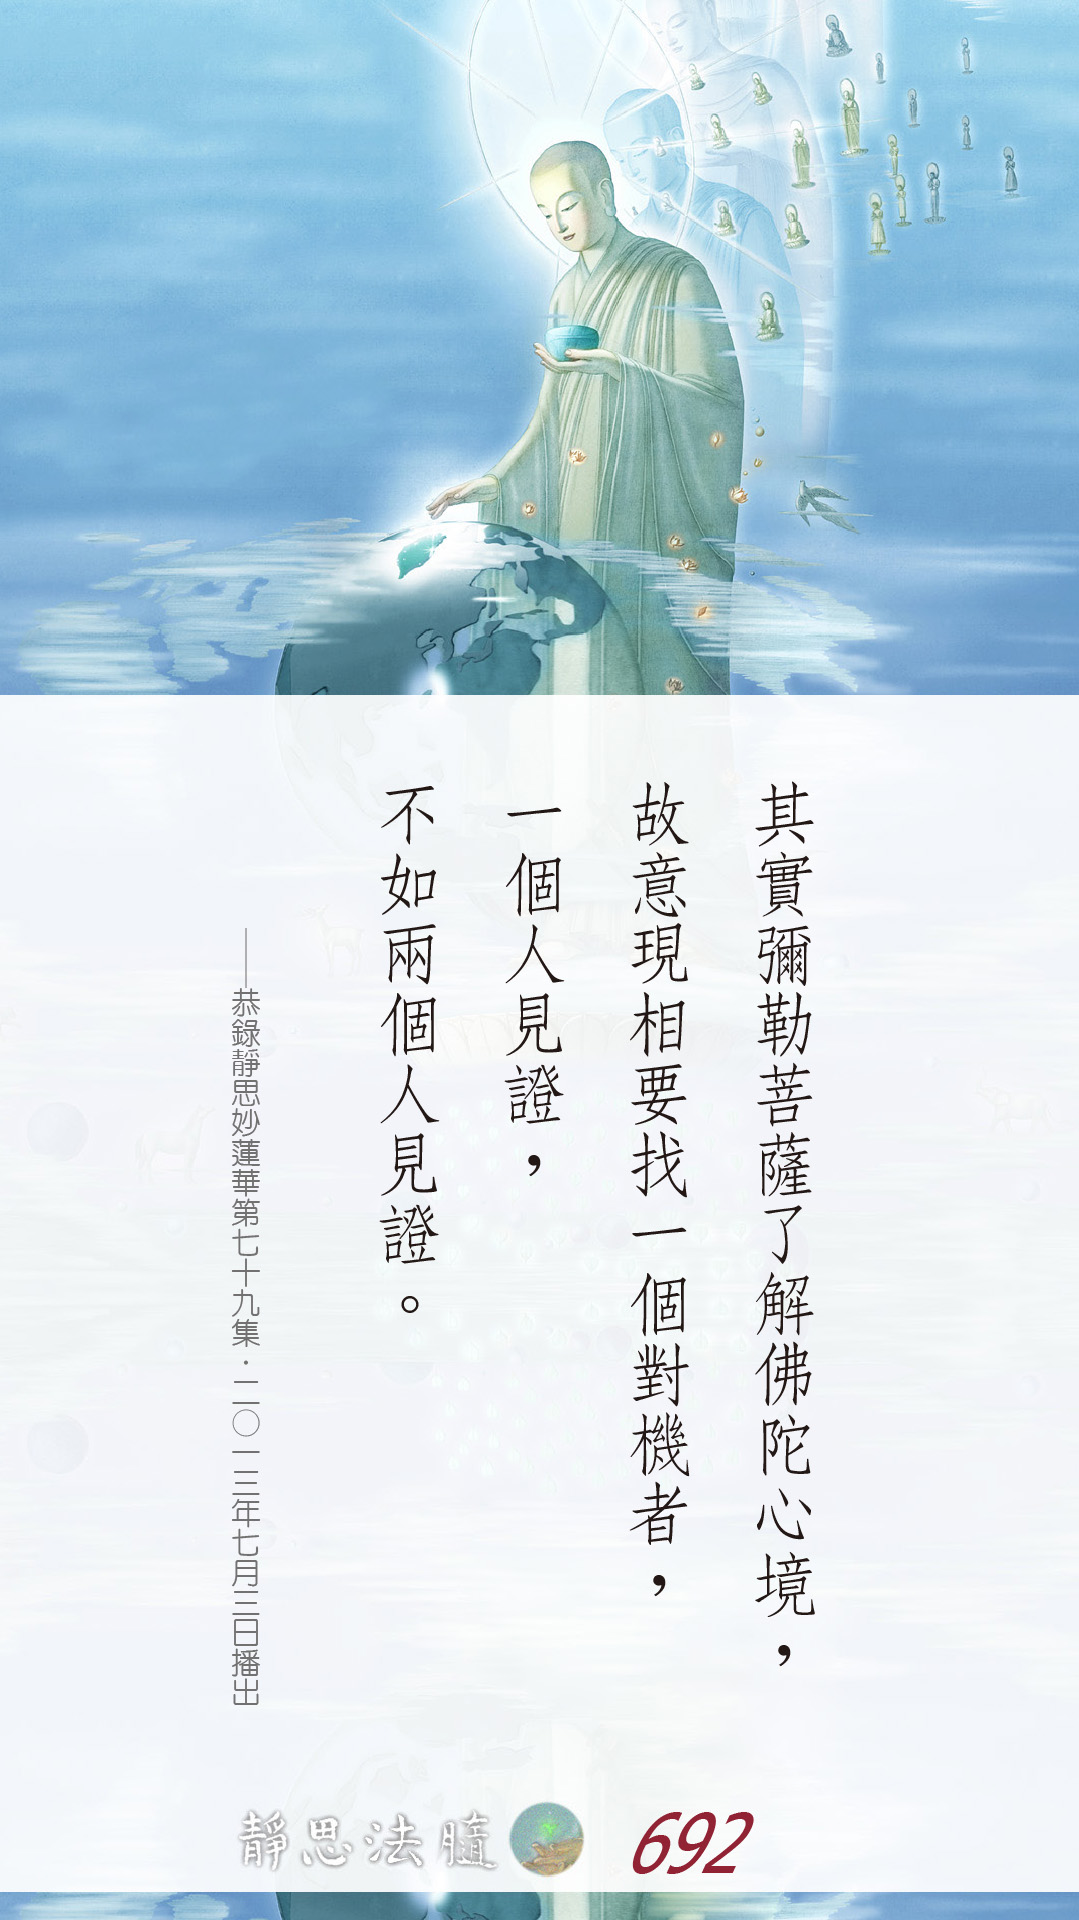 其實彌勒菩薩了解佛陀心境，
故意現相要找一個對機者，
一個人見證，
不如兩個人見證。
——恭錄靜思妙蓮華第七十九集．二〇一三年七月三日播出
靜思法髓
692